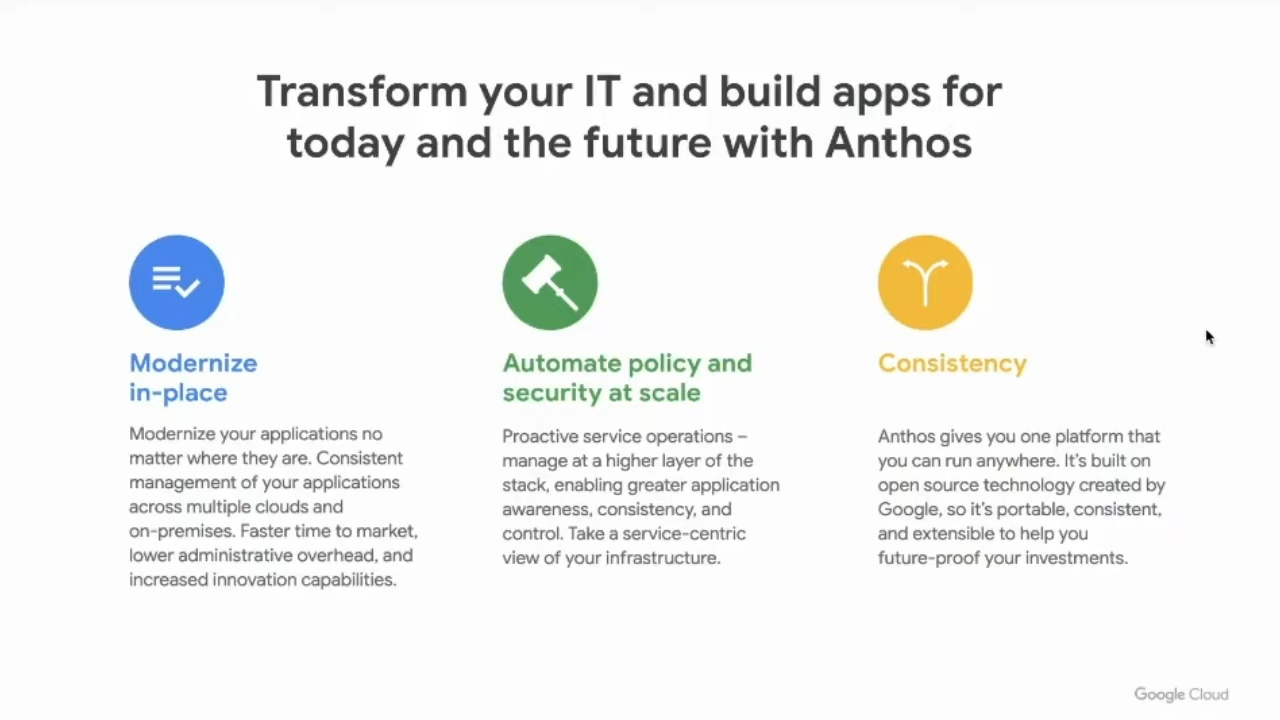 Transform your IT and build apps for
today and the future with Anthos
Modernize
in-place
Modernize your applications no
matter where they are. Consistent
management of your applications
across multiple clouds and
on-premises. Faster time to market,
lower administrative overhead, and
increased innovation capabilities.
Automate policy and
security at scale
Proactive service operations –
manage at a higher layer of the
stack, enabling greater application
awareness, consistency, and
control. Take a service-centric
view of your infrastructure.
Consistency
Anthos gives you one platform that
you can run anywhere. It’s built on
open source technology created by
Google, so it’s portable, consistent,
and extensible to help you
future-proof your investments.
Google Cloud